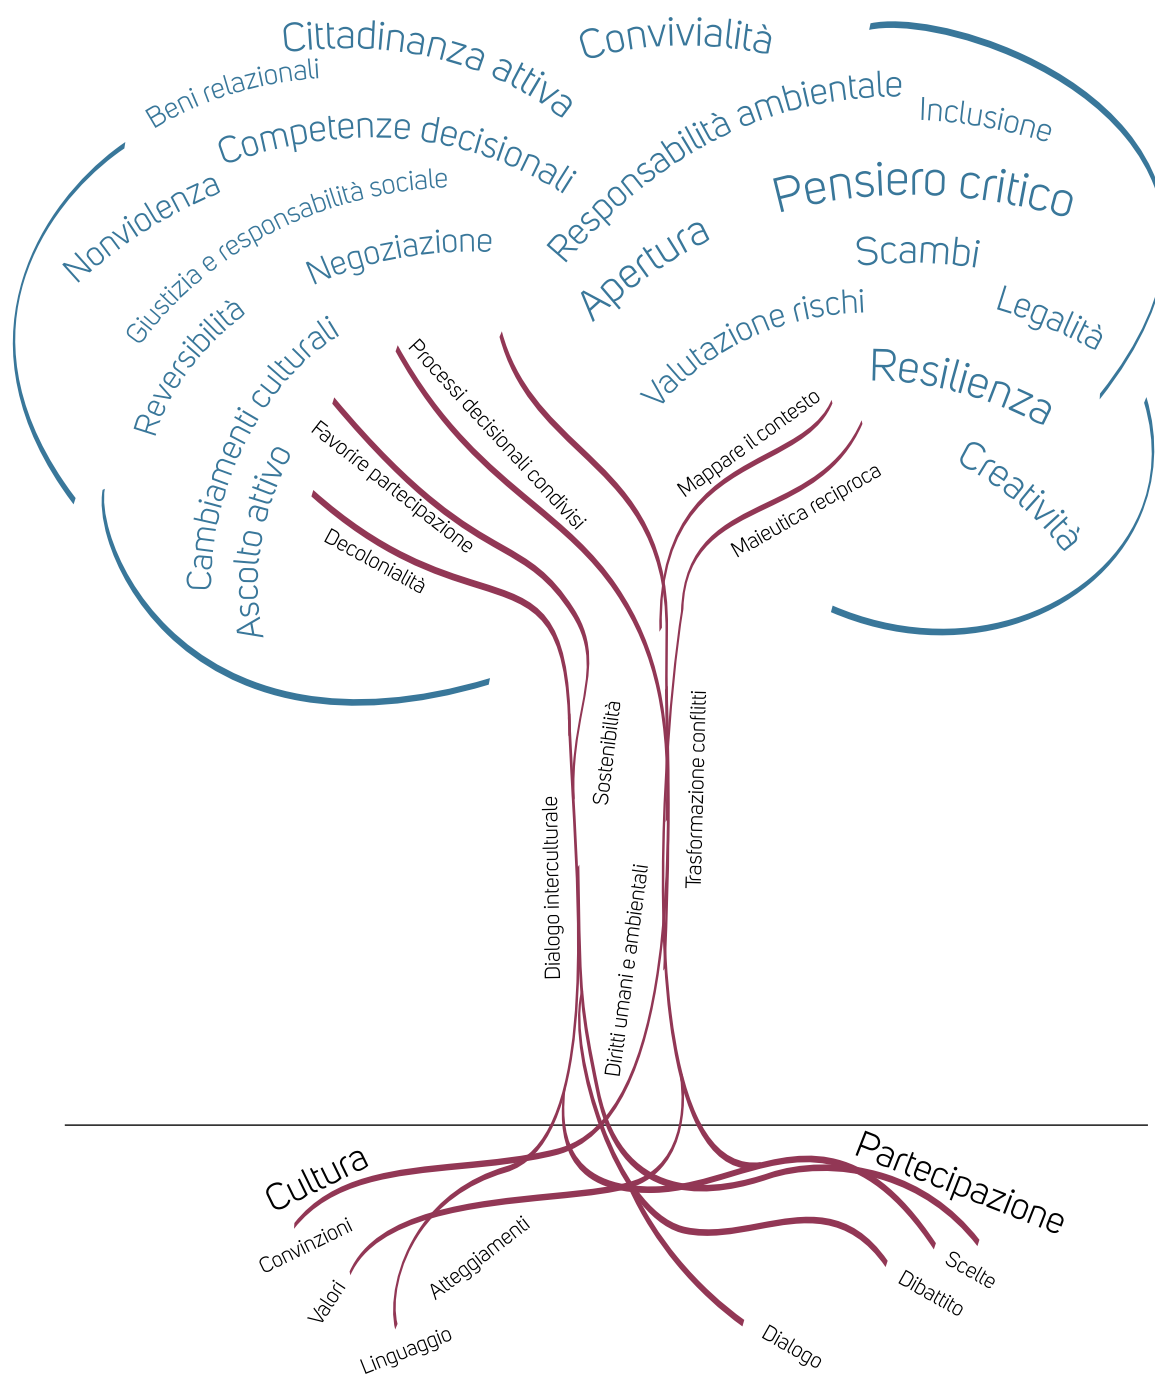 Cittadinanza attiva
Convivialità
Beni relazionali
Responsabilità ambientale
Inclusione
Competenze decisionali
Pensiero critico
Nonviolenza
Giustizia e responsabilità sociale
Negoziazione
Apertura
Scambi
Reversibilità
Valutazione rischi
Legalità
Cambiamenti culturali
Resilienza
Ascolto attivo
Creatività
Processi decisionali condivisi
Favorire partecipazione
Decolonialità
Mappare il contesto
Maieutica reciproca
Sostenibilità
Trasformazione conflitti
Dialogo interculturale
Diritti umani e ambientali
Cultura
Partecipazione
Convinzioni
Valori
Atteggiamenti
Linguaggio
Scelte
Dibattito
Dialogo